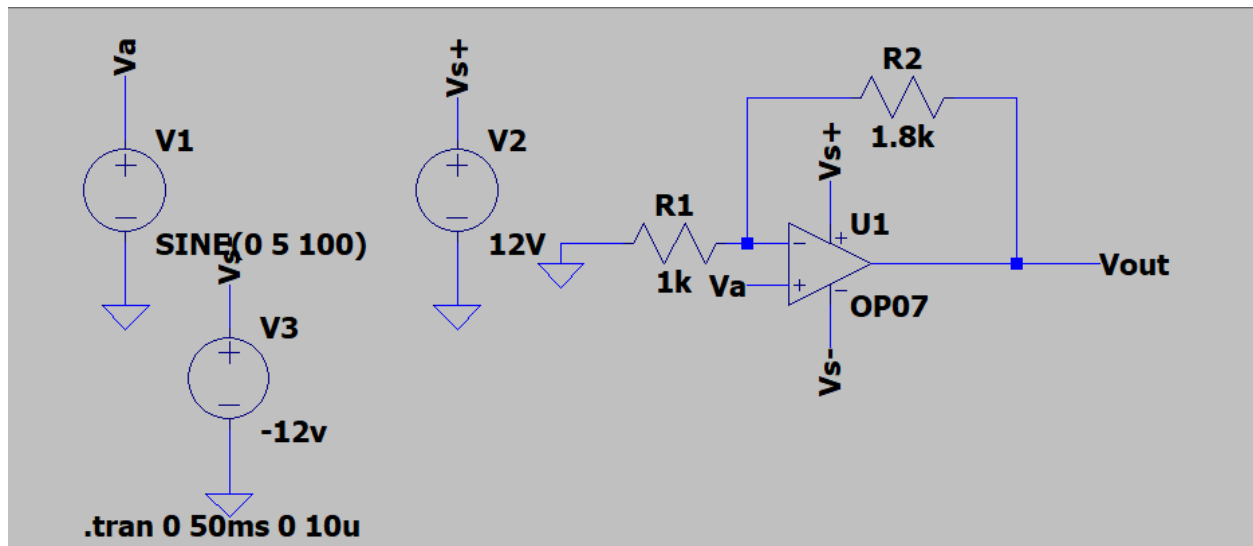 Va
V1
SINE(0 5 100)
Vs+
V2
12V
V3
-12v
.tran 0 50ms 0 10u
R2
1.8k
R1
1k
Vs+
U1
Va
OP07
Vs-
Vout